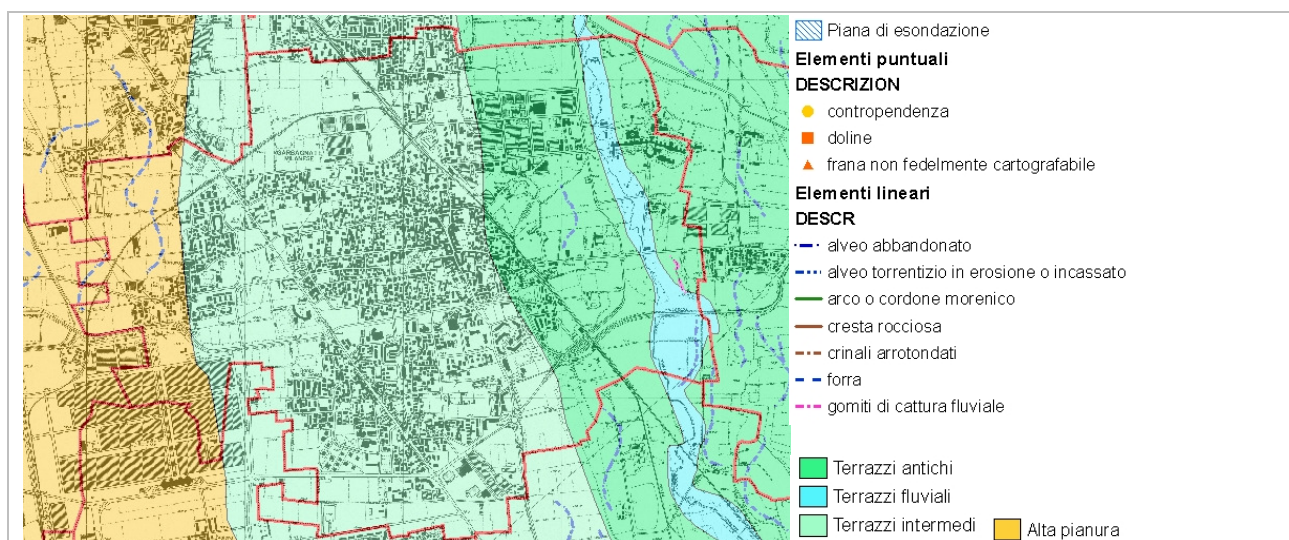 GARBAGNATE
MILANESE
Piana di esondazione
Elementi puntuali
DESCRIZION
contropendenza
doline
frana non fedelmente cartografabile
Elementi lineari
DESCR
alveo abbandonato
alveo torrentizio in erosione o incassato
arco o cordone morenico
cresta rocciosa
crinali arrotondati
forra
gomiti di cattura fluviale
Terrazzi antichi
Terrazzi fluviali
Terrazzi intermedi
Alta pianura